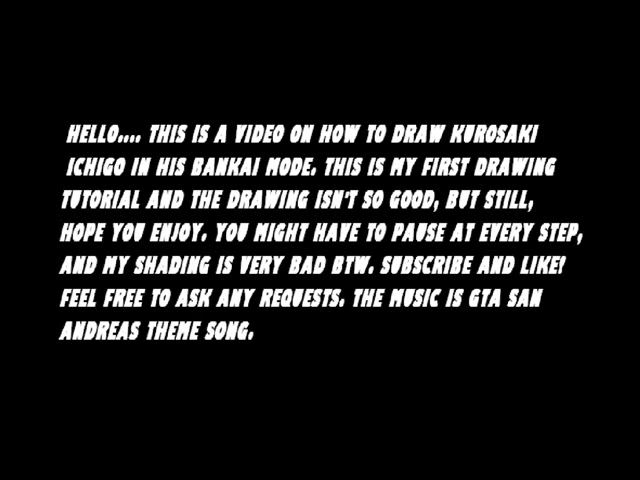 HELLO.... THIS IS A VIDEO ON HOW TO DRAW KUROSAKI
ICHIGO IN HIS BANKAI MODE. THIS IS MY FIRST DRAWING
TUTORIAL AND THE DRAWING ISN'T SO GOOD, BUT STILL,
HOPE YOU ENJOY. YOU MIGHT HAVE TO PAUSE AT EVERY STEP,
AND MY SHADING IS VERY BAD BTW. SUBSCRIBE AND LIKE?
FEEL FREE TO ASK ANY REQUESTS. THE MUSIC IS GTA SAN
ANDREAS THEME SONG.